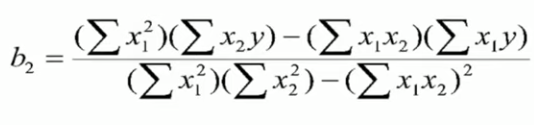 b₂ = (∑x₁²)(∑x₂y) − (∑x₁x₂)(∑x₁y) / (∑x₁²)(∑x₂²) − (∑x₁x₂)²